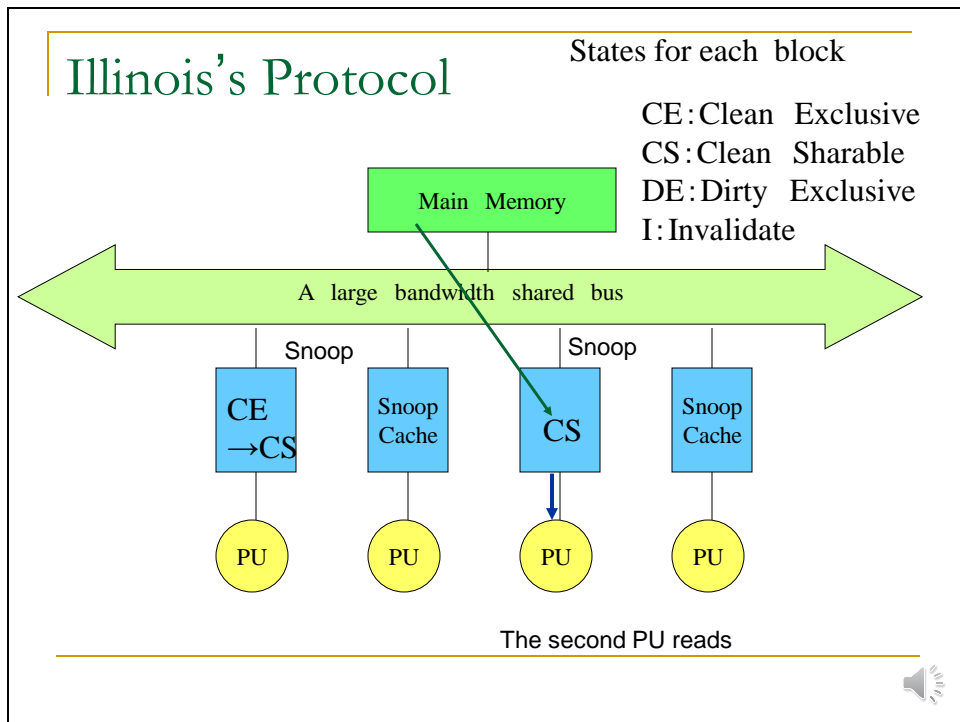 Illinois's Protocol
States for each block
CE:Clean Exclusive
CS:Clean Sharable
DE:Dirty Exclusive
I:Invalidate
Main Memory
A large bandwidth shared bus
Snoop
Snoop
CE
→CS
Snoop
Cache
CS
Snoop
Cache
PU
PU
PU
PU
The second PU reads